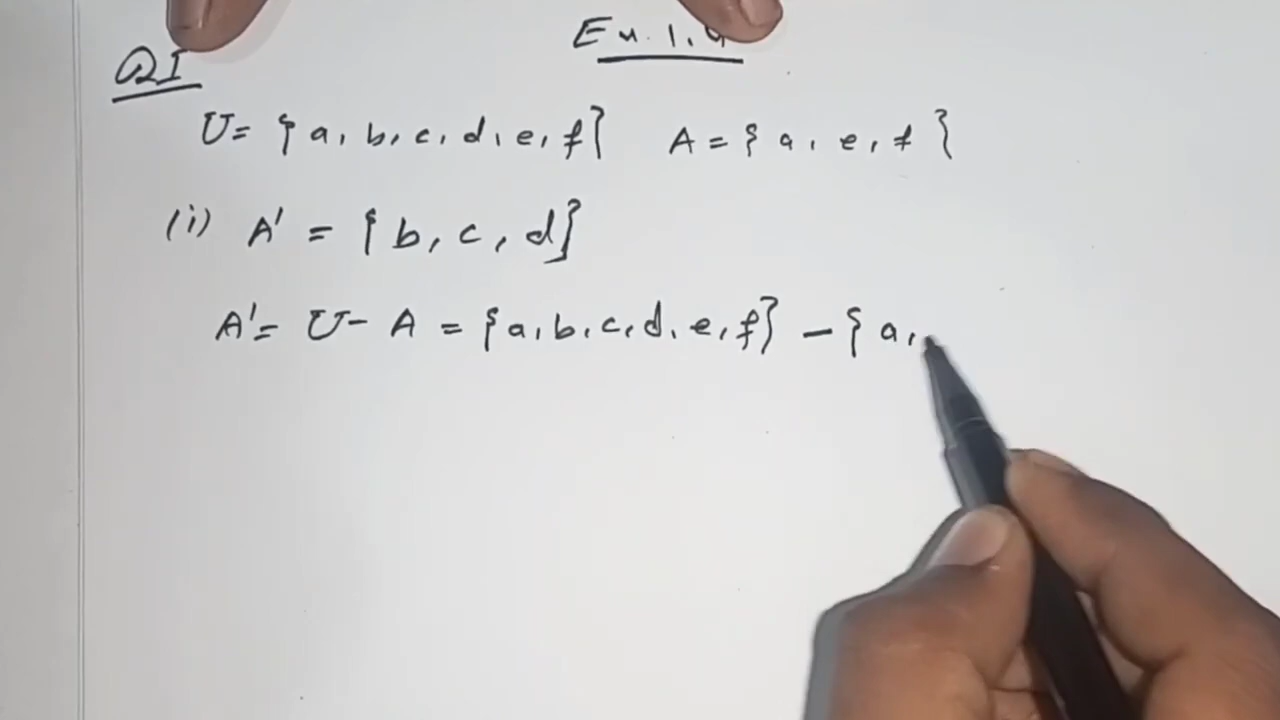 Ex. 1.4
Q1
U = {a, b, c, d, e, f} A = {a, e, f}
(i) A' = {b, c, d}
A' = U - A = {a, b, c, d, e, f} - {a,